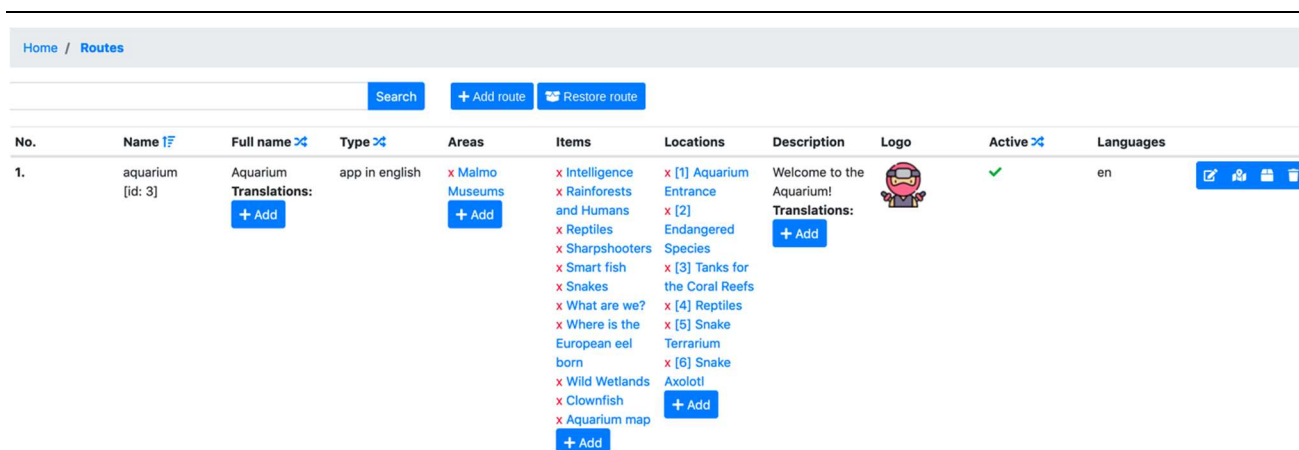 Home / Routes
Search + Add route Restore route
No. Name Full name Type Areas Items Locations Description Logo Active Languages
1. aquarium Aquarium app in english x Malmo x Intelligence x [1] Aquarium Welcome to the en
[id: 3] Translations: Museums x Rainforests Entrance Aquarium!
+ Add + Add and Humans x [2] Translations:
x Reptiles Endangered + Add
x Sharpshooters Species
x Smart fish x [3] Tanks for
x Snakes the Coral Reefs
x What are we? x [4] Reptiles
x Where is the x [5] Snake
European eel Terrarium
born x [6] Snake
x Wild Wetlands Axolotl
x Clownfish + Add
x Aquarium map
+ Add